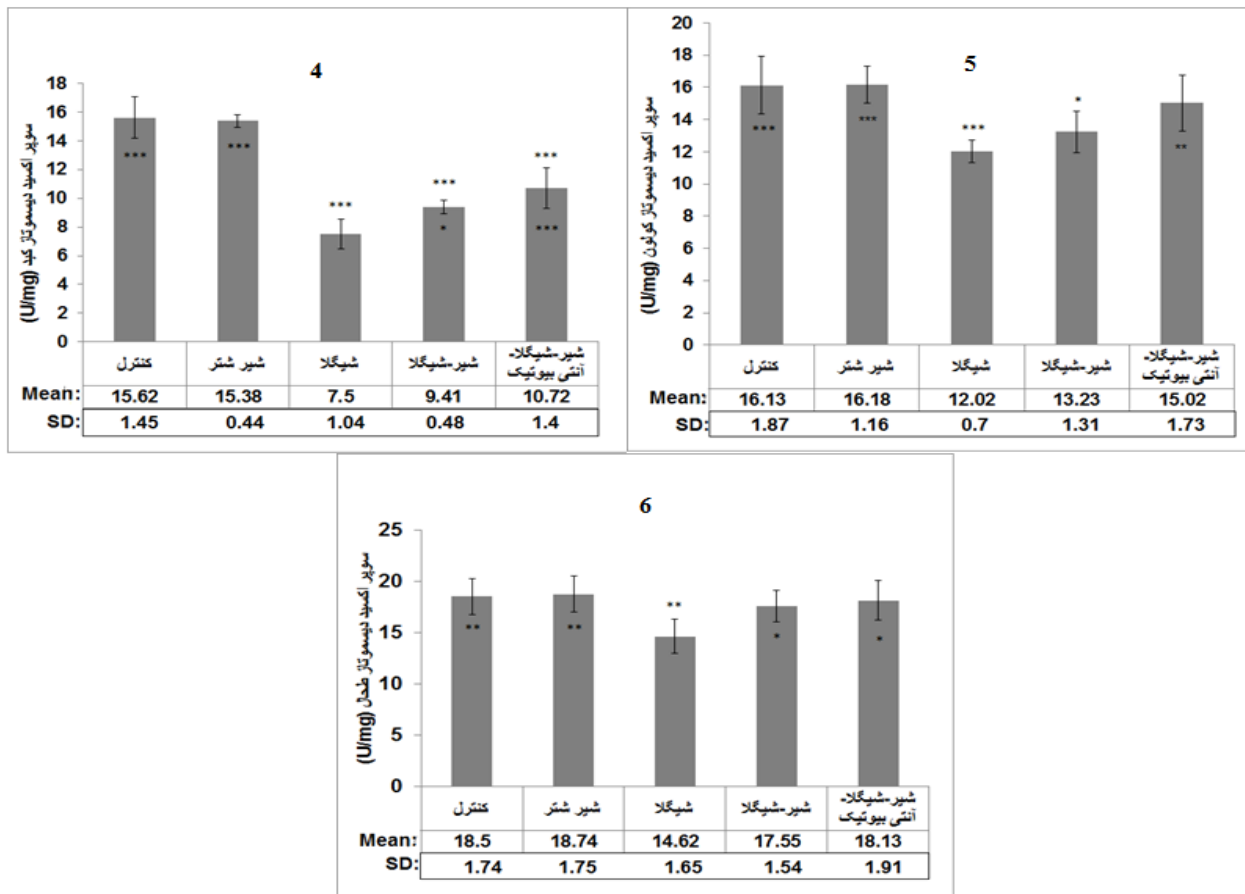 4
سوپر اکسید دیسموتاز کبد (U/mg)
18
16
14
12
10
8
6
4
2
0
*** *** *** *** ***
*** * ***
کنترل شیر شتر شیگلا شیر-شیگلا شیر-شیگلا-
آنتی بیوتیک
Mean: 15.62 15.38 7.5 9.41 10.72
SD: 1.45 0.44 1.04 0.48 1.4
5
سوپر اکسید دیسموتاز کولون (U/mg)
20
18
16
14
12
10
8
6
4
2
0
*** *** *** * **
کنترل شیر شتر شیگلا شیر-شیگلا شیر-شیگلا-
آنتی بیوتیک
Mean: 16.13 16.18 12.02 13.23 15.02
SD: 1.87 1.16 0.7 1.31 1.73
6
سوپر اکسید دیسموتاز طحال (U/mg)
25
20
15
10
5
0
** ** ** * *
کنترل شیر شتر شیگلا شیر-شیگلا شیر-شیگلا-
آنتی بیوتیک
Mean: 18.5 18.74 14.62 17.55 18.13
SD: 1.74 1.75 1.65 1.54 1.91